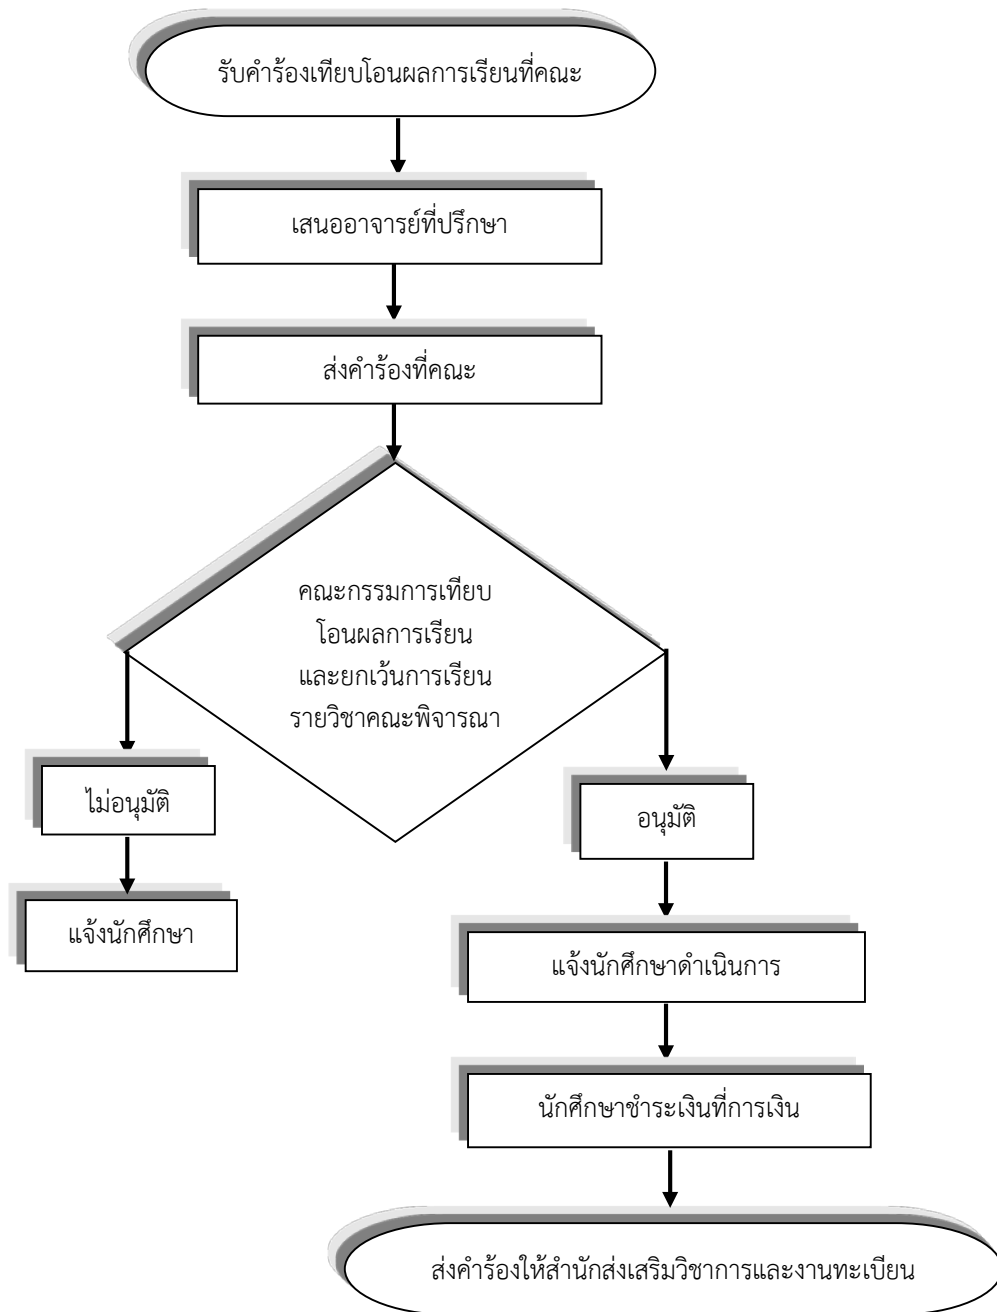 รับคำร้องเทียบโอนผลการเรียนที่คณะ
เสนออาจารย์ที่ปรึกษา
ส่งคำร้องที่คณะ
คณะกรรมการเทียบ
โอนผลการเรียน
และยกเว้นการเรียน
รายวิชาคณะพิจารณา
ไม่อนุมัติ
แจ้งนักศึกษา
อนุมัติ
แจ้งนักศึกษาดำเนินการ
นักศึกษาชำระเงินที่การเงิน
ส่งคำร้องให้สำนักส่งเสริมวิชาการและงานทะเบียน